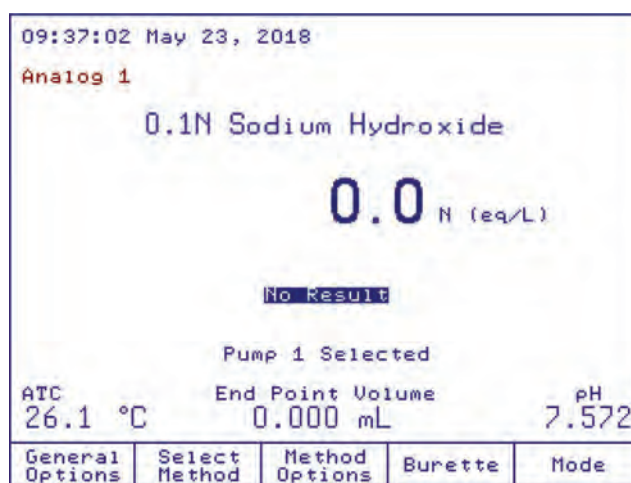 09:37:02 May 23, 2018
Analog 1
0.1N Sodium Hydroxide
0.0 N (eq/L)
No Result
Pump 1 Selected
ATC End Point Volume pH
26.1 °C 0.000 mL 7.572
General Options
Select Method
Method Options
Burette
Mode